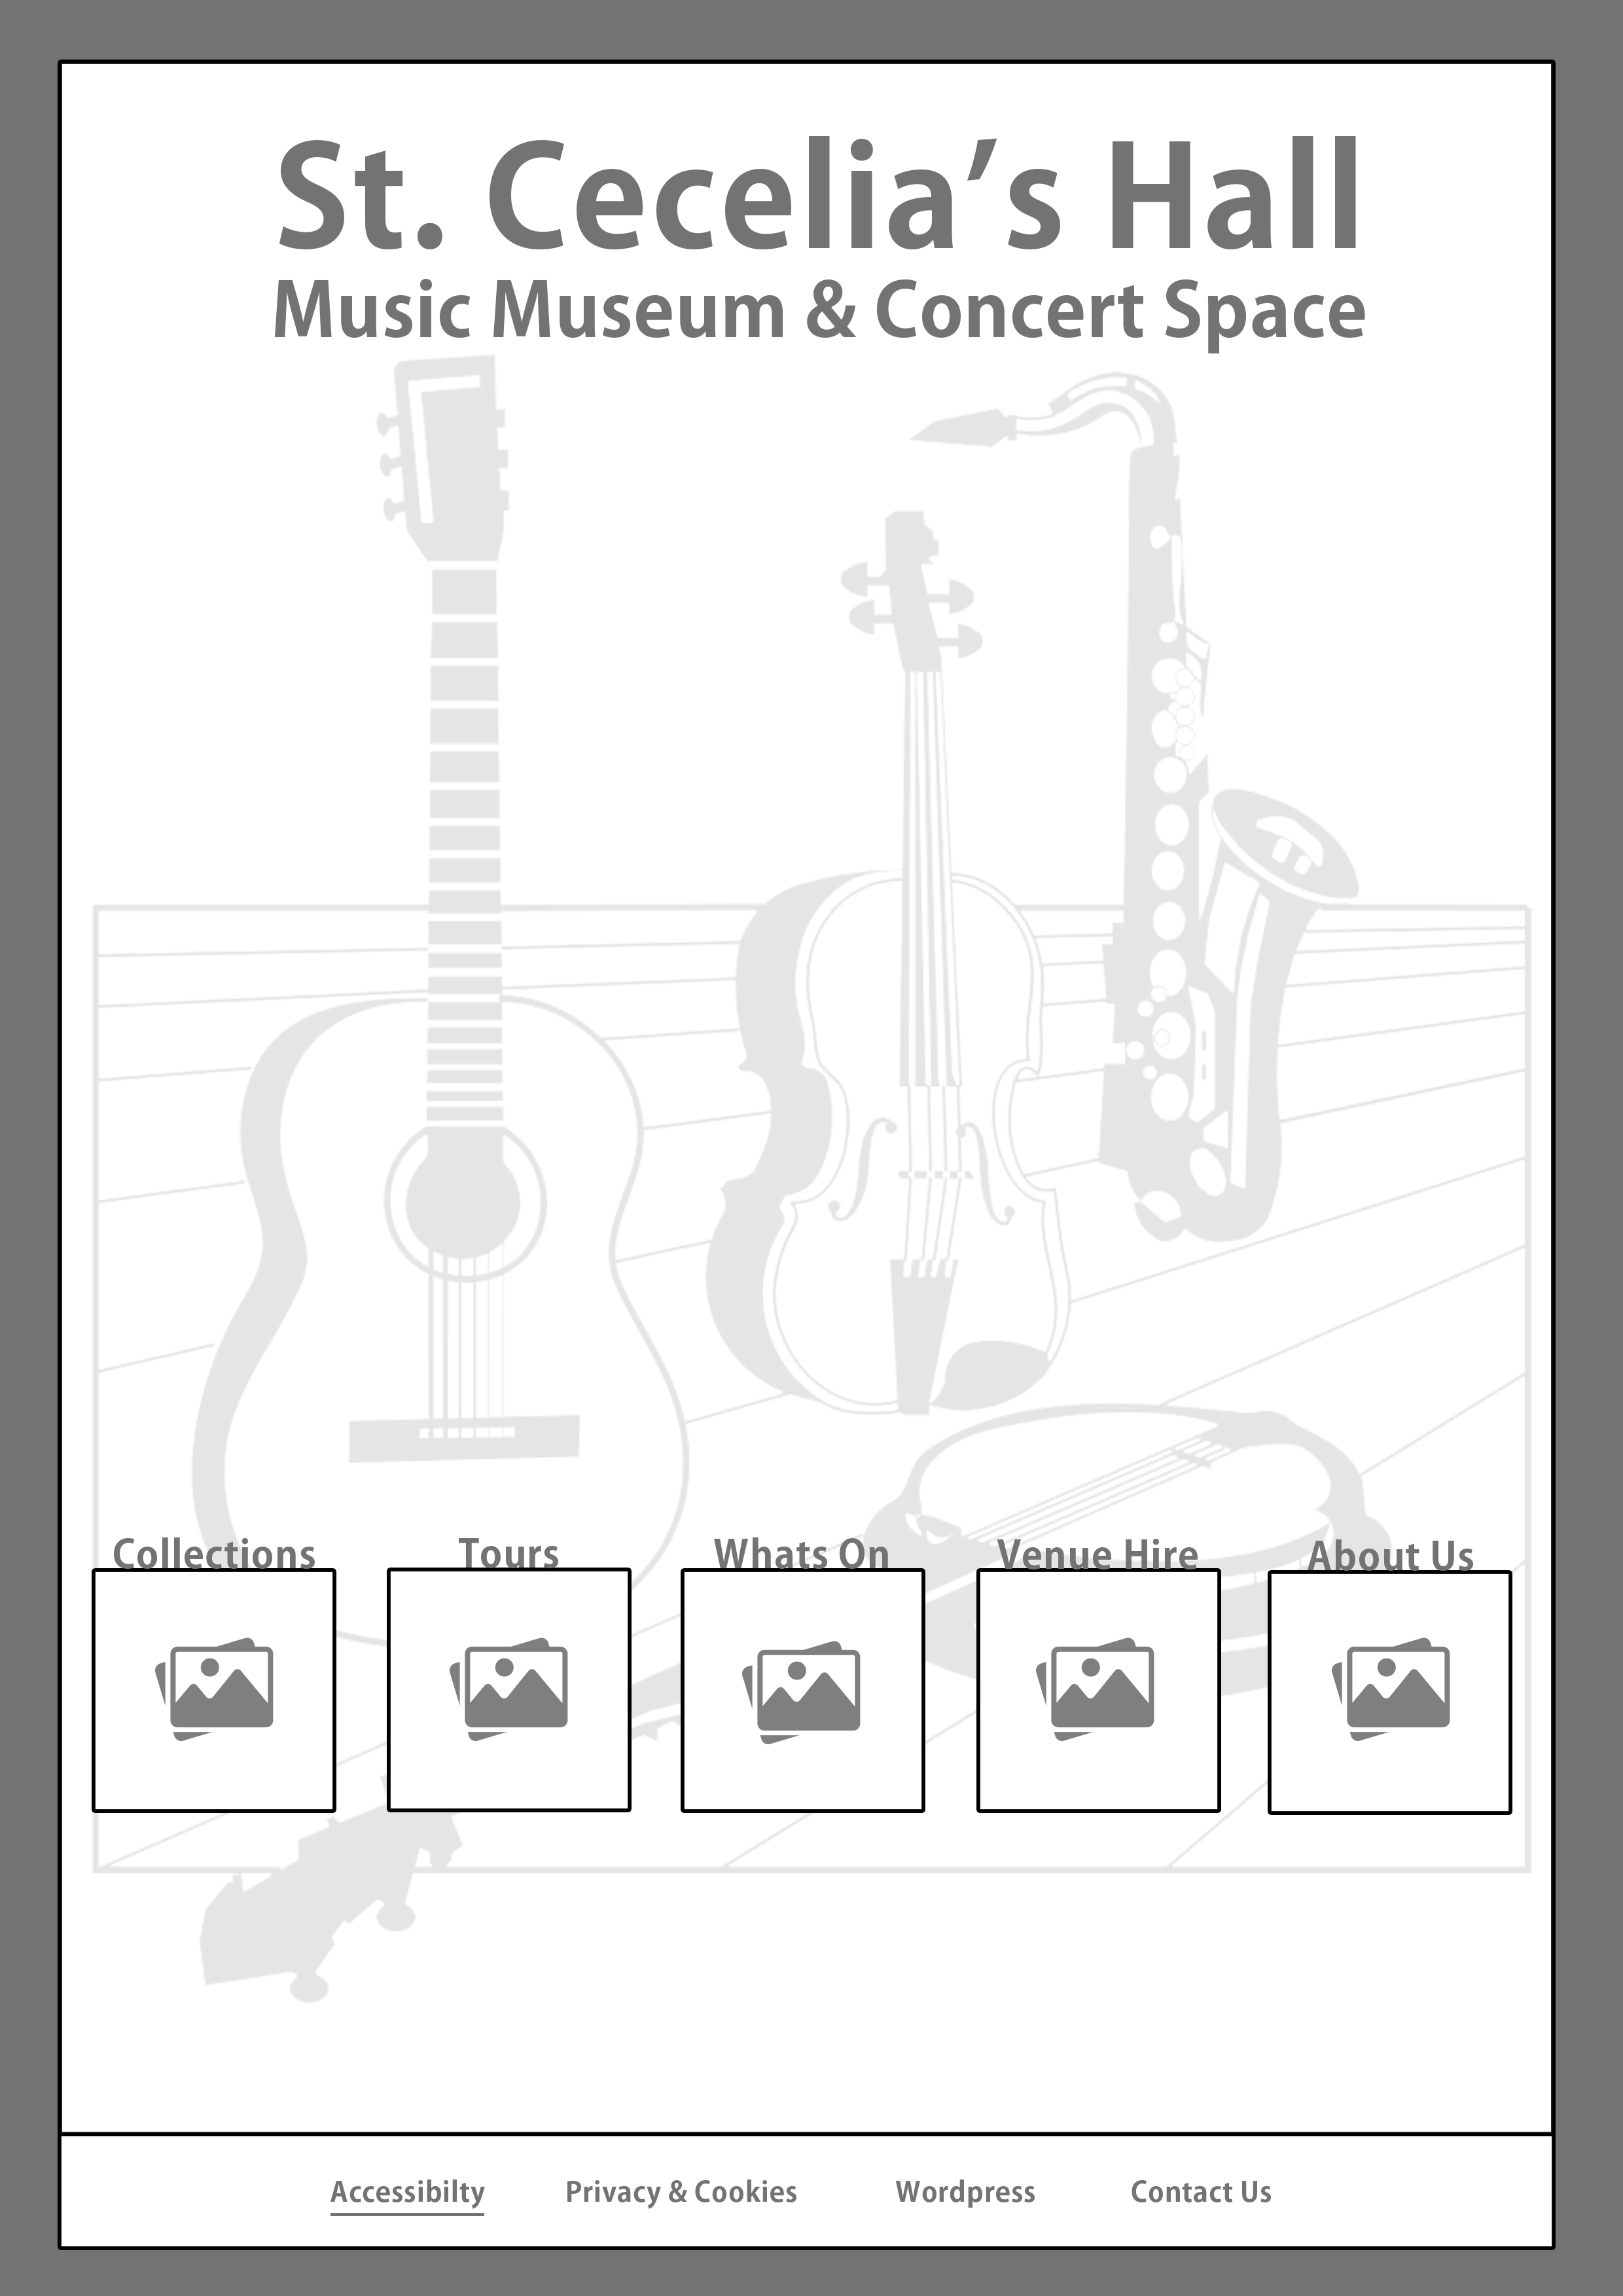 St. Cecelia’s Hall
Music Museum & Concert Space
Collections Tours Whats On Venue Hire About Us
Accessibilty Privacy & Cookies Wordpress Contact Us